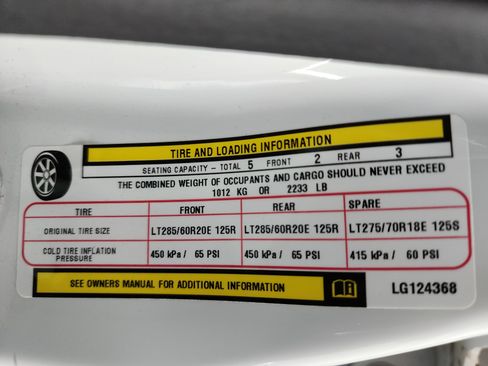 TIRE AND LOADING INFORMATION
SEATING CAPACITY - TOTAL 5 FRONT 2 REAR 3
THE COMBINED WEIGHT OF OCCUPANTS AND CARGO SHOULD NEVER EXCEED
1012 KG OR 2233 LB
TIRE FRONT REAR SPARE
ORIGINAL TIRE SIZE LT285/60R20E 125R LT285/60R20E 125R LT275/70R18E 125S
COLD TIRE INFLATION PRESSURE 450 kPa / 65 PSI 450 kPa / 65 PSI 415 kPa / 60 PSI
SEE OWNERS MANUAL FOR ADDITIONAL INFORMATION
LG124368